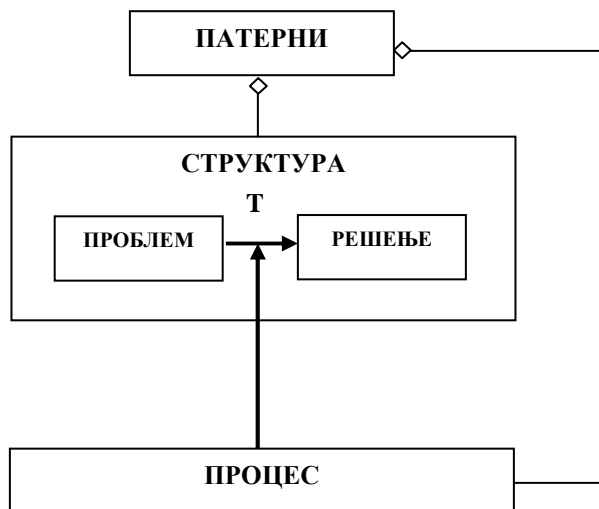 ПАТЕРНИ
СТРУКТУРА
Т
ПРОБЛЕМ
РЕШЕЊЕ
ПРОЦЕС